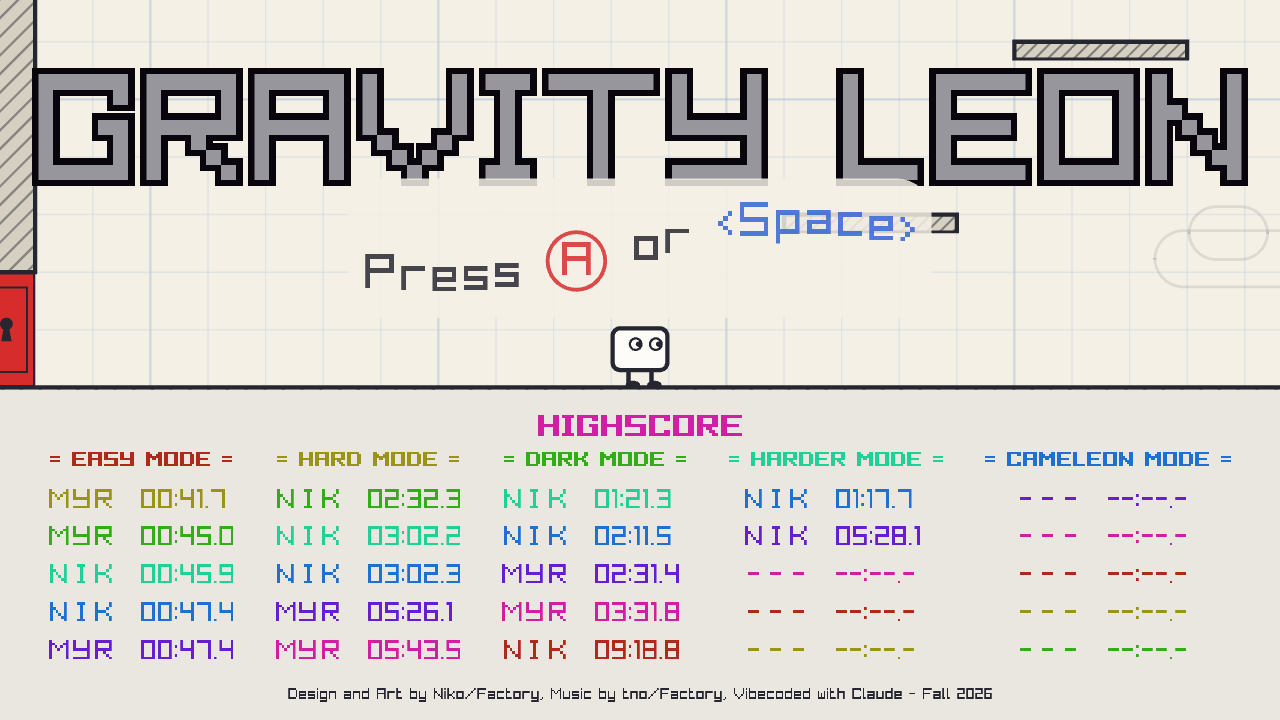 GRAVITY LEON
Press A or <Space>
HIGHSCORE
= EASY MODE = = HARD MODE = = DARK MODE = = HARDER MODE = = CAMELEON MODE =
MYR 00:41.7 NIK 02:32.3 NIK 01:21.3 NIK 01:17.7 - - - --:--.-
MYR 00:45.0 NIK 03:02.2 NIK 02:11.5 NIK 05:28.1 - - - --:--.-
NIK 00:45.9 NIK 03:02.3 MYR 02:31.4 - - - --:--.- - - - --:--.-
NIK 00:47.4 MYR 05:26.1 MYR 03:31.8 - - - --:--.- - - - --:--.-
MYR 00:47.4 MYR 05:43.5 NIK 09:18.8 - - - --:--.- - - - --:--.-
Design and Art by Niko/Factory, Music by tno/Factory, Vibecoded with Claude - Fall 2026